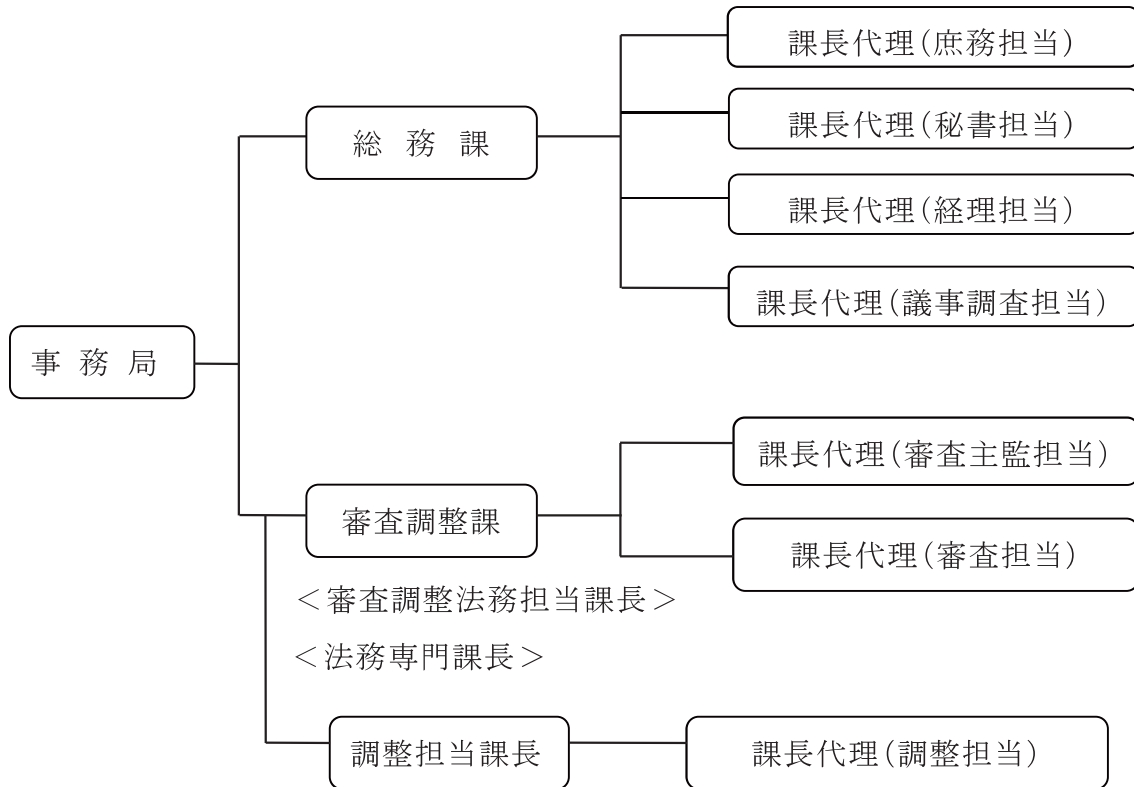 課長代理（庶務担当）
総 務 課
課長代理（秘書担当）
課長代理（経理担当）
課長代理（議事調査担当）
事 務 局
課長代理（審査主監担当）
審査調整課
課長代理（審査担当）
＜審査調整法務担当課長＞
＜法務専門課長＞
調整担当課長
課長代理（調整担当）